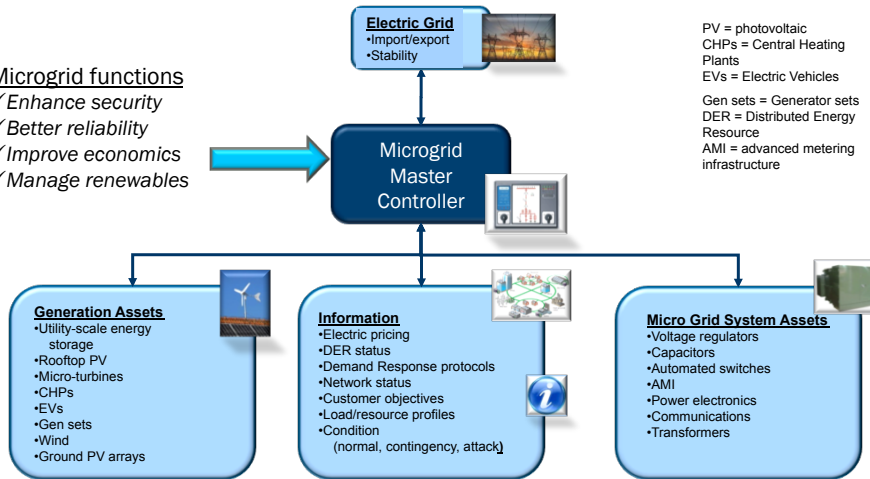 Electric Grid
•Import/export
•Stability
PV = photovoltaic
CHPs = Central Heating
Plants
EVs = Electric Vehicles
Gen sets = Generator sets
DER = Distributed Energy
Resource
AMI = advanced metering
infrastructure
Microgrid functions
✓Enhance security
✓Better reliability
✓Improve economics
✓Manage renewables
Microgrid
Master
Controller
Generation Assets
•Utility-scale energy
storage
•Rooftop PV
•Micro-turbines
•CHPs
•EVs
•Gen sets
•Wind
•Ground PV arrays
Information
•Electric pricing
•DER status
•Demand Response protocols
•Network status
•Customer objectives
•Load/resource profiles
•Condition
(normal, contingency, attack)
i
Micro Grid System Assets
•Voltage regulators
•Capacitors
•Automated switches
•AMI
•Power electronics
•Communications
•Transformers